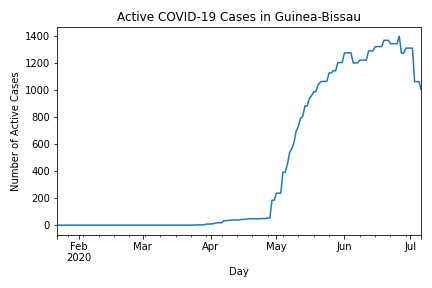 Active COVID-19 Cases in Guinea-Bissau
Number of Active Cases
1400
1200
1000
800
600
400
200
0
Feb
2020
Mar
Apr
May
Jun
Jul
Day